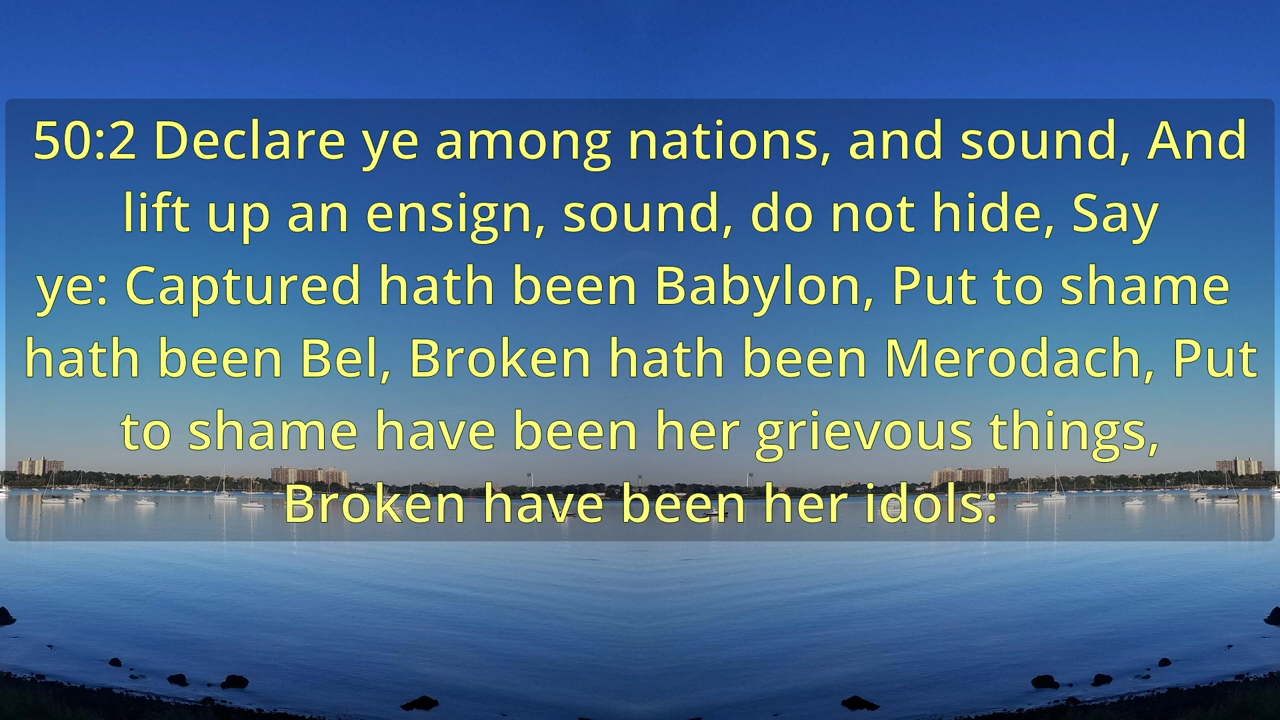 50:2 Declare ye among nations, and sound, And
lift up an ensign, sound, do not hide, Say
ye: Captured hath been Babylon, Put to shame
hath been Bel, Broken hath been Merodach, Put
to shame have been her grievous things,
Broken have been her idols: